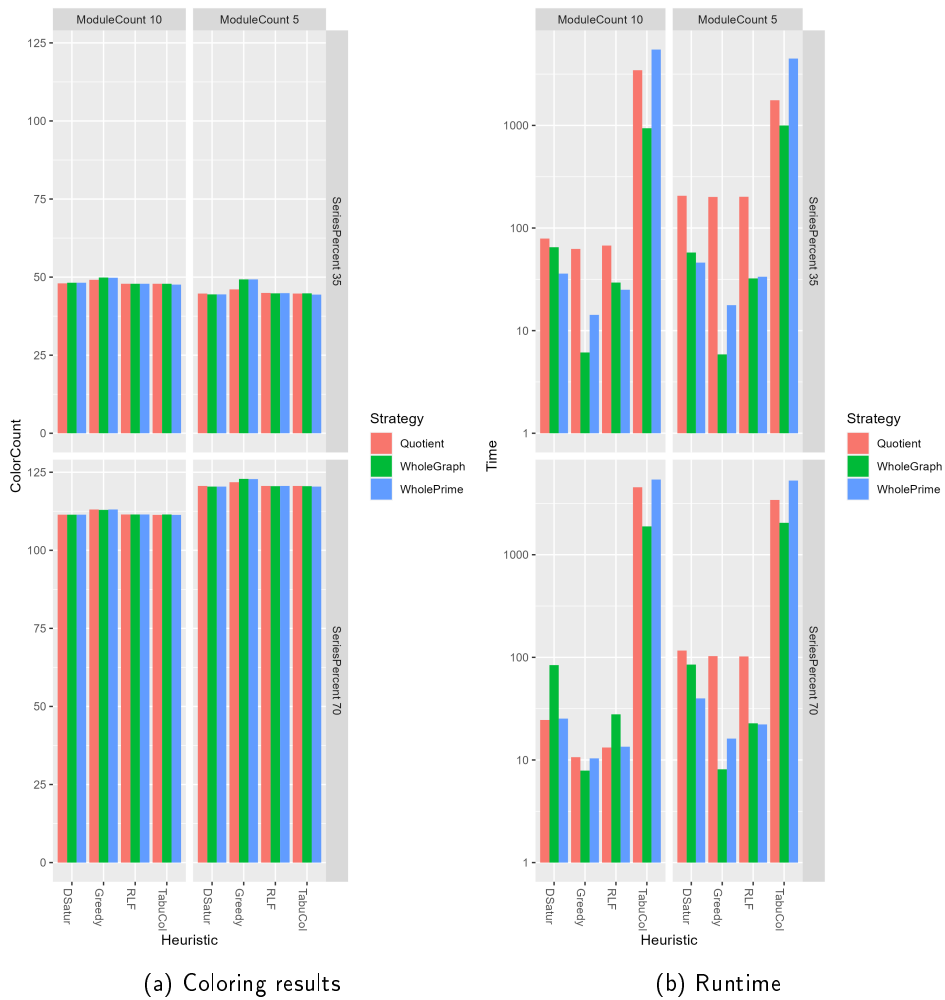 ModuleCount 10
ModuleCount 5
125
100
75
50
25
0
SeriesPercent 35
125
100
75
50
25
0
SeriesPercent 70
ColorCount
DSatur
Greedy
RLF
TabuCol
DSatur
Greedy
RLF
TabuCol
Heuristic
Strategy
Quotient
WholeGraph
WholePrime
(a) Coloring results
ModuleCount 10
ModuleCount 5
1000
100
10
1
SeriesPercent 35
1000
100
10
1
SeriesPercent 70
Time
DSatur
Greedy
RLF
TabuCol
DSatur
Greedy
RLF
TabuCol
Heuristic
Strategy
Quotient
WholeGraph
WholePrime
(b) Runtime